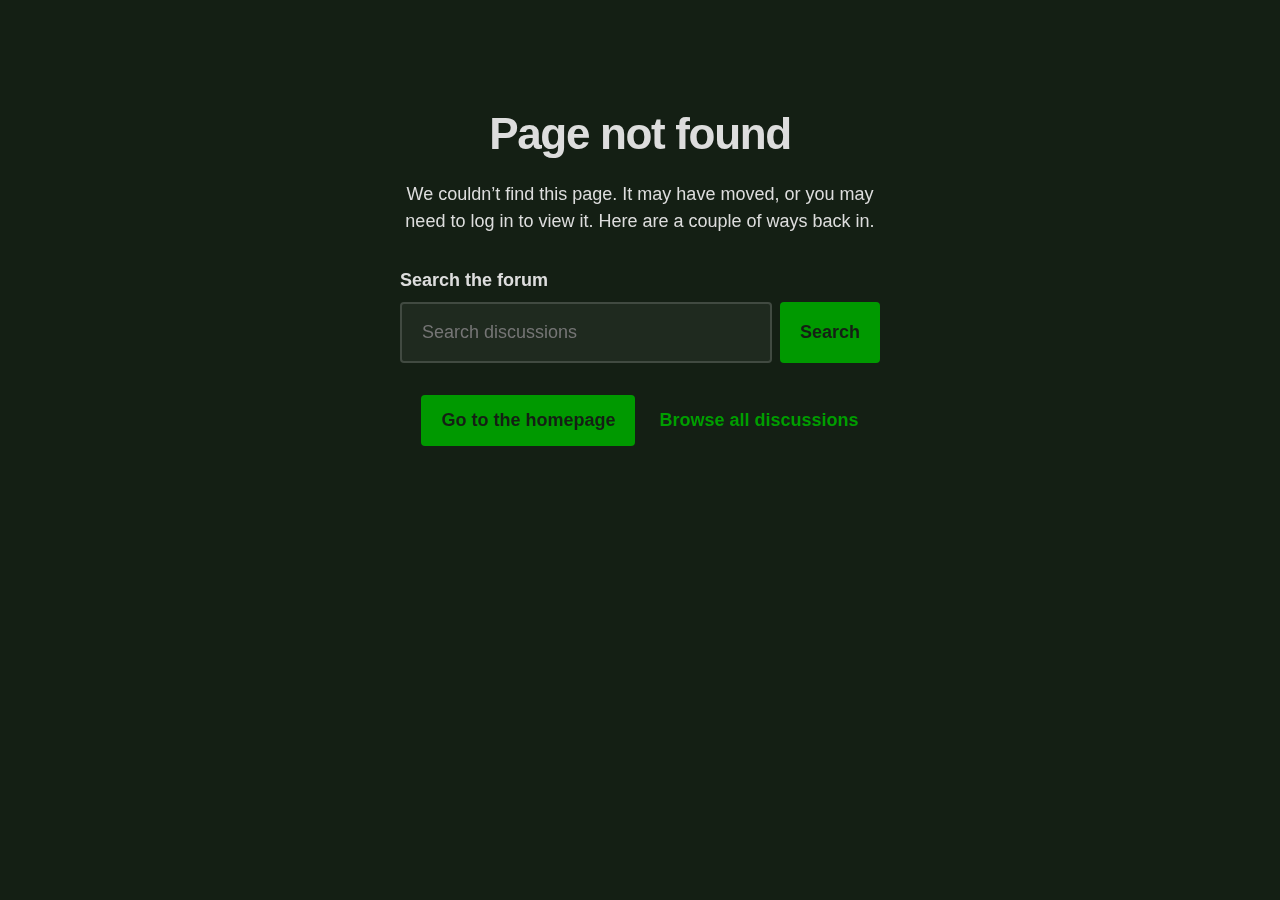 Page not found
We couldn’t find this page. It may have moved, or you may
need to log in to view it. Here are a couple of ways back in.
Search the forum
Search discussions
Search
Go to the homepage
Browse all discussions